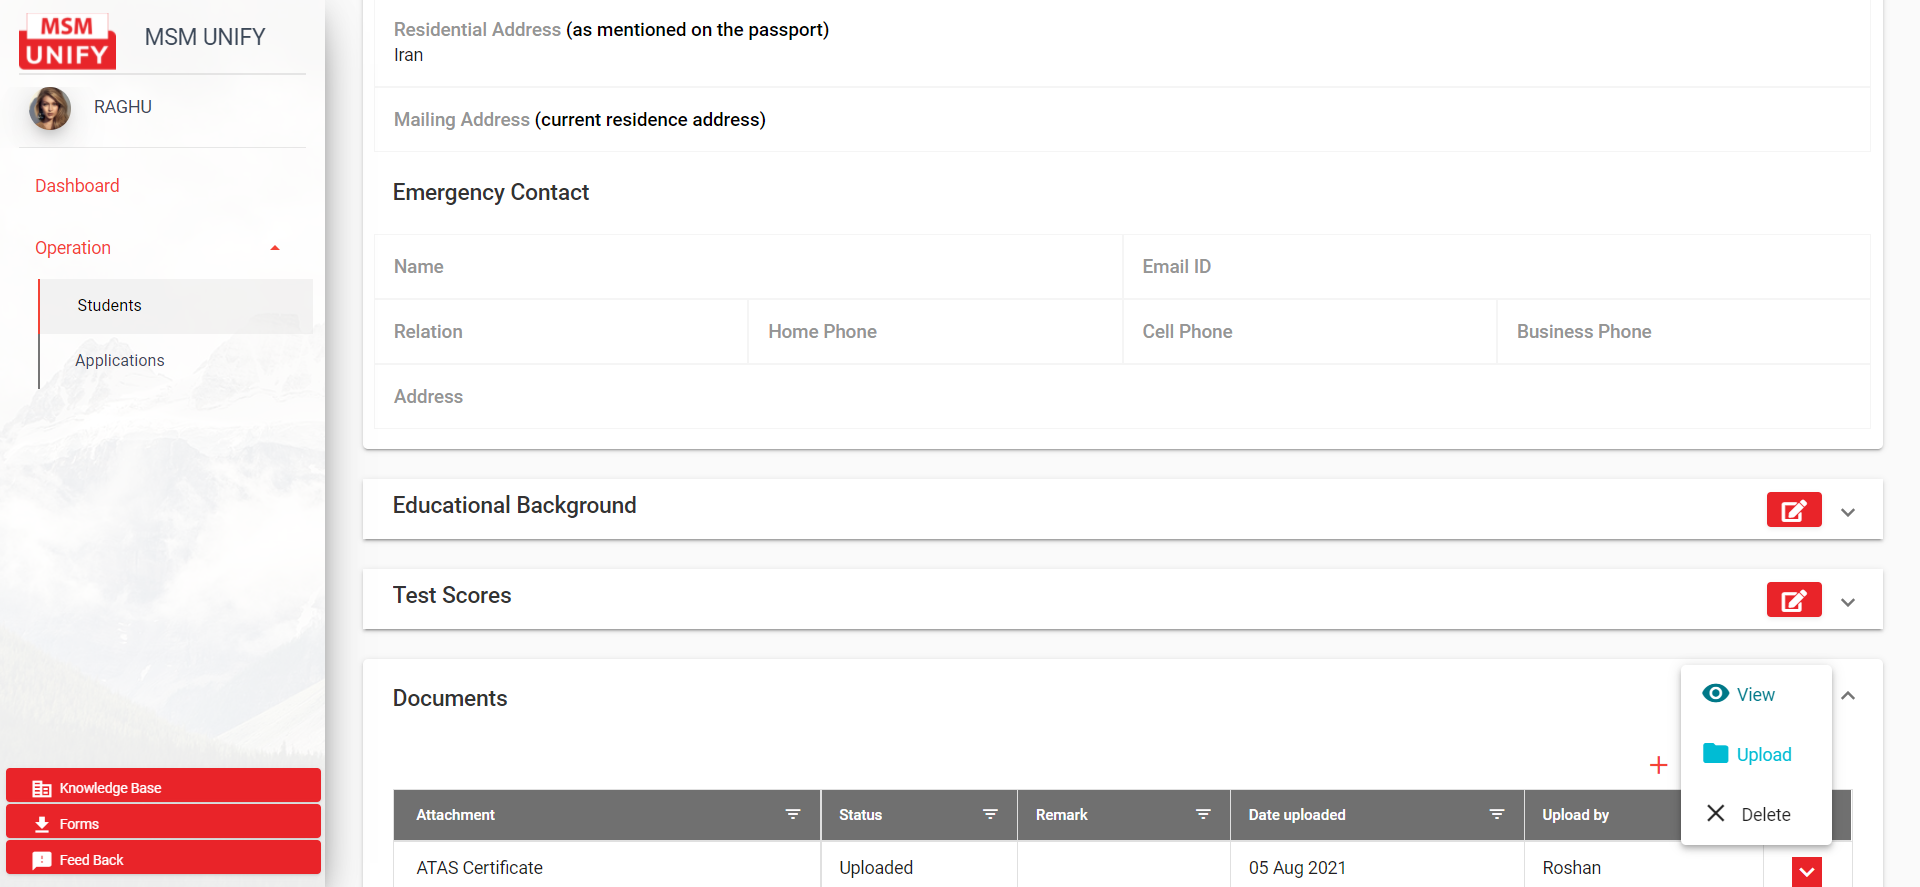 MSM
UNIFY
MSM UNIFY
RAGHU
Dashboard
Operation
Students
Applications
Knowledge Base
Forms
Feed Back
Residential Address (as mentioned on the passport)
Iran
Mailing Address (current residence address)
Emergency Contact
Name Email ID
Relation Home Phone Cell Phone Business Phone
Address
Educational Background
Test Scores
Documents
View
Upload
Delete
Attachment Status Remark Date uploaded Upload by
ATAS Certificate Uploaded 05 Aug 2021 Roshan